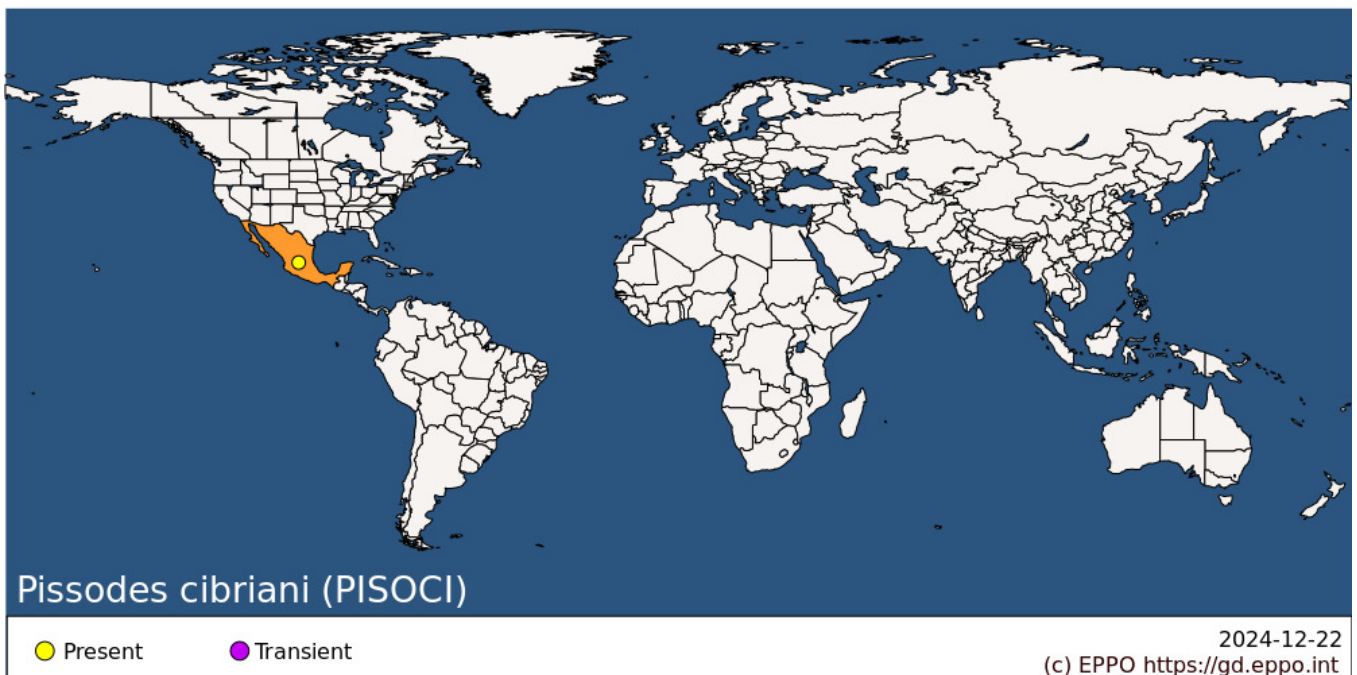 Pissodes cibriani (PISOCI)
Present
Transient
2024-12-22
(c) EPPO https://gd.eppo.int